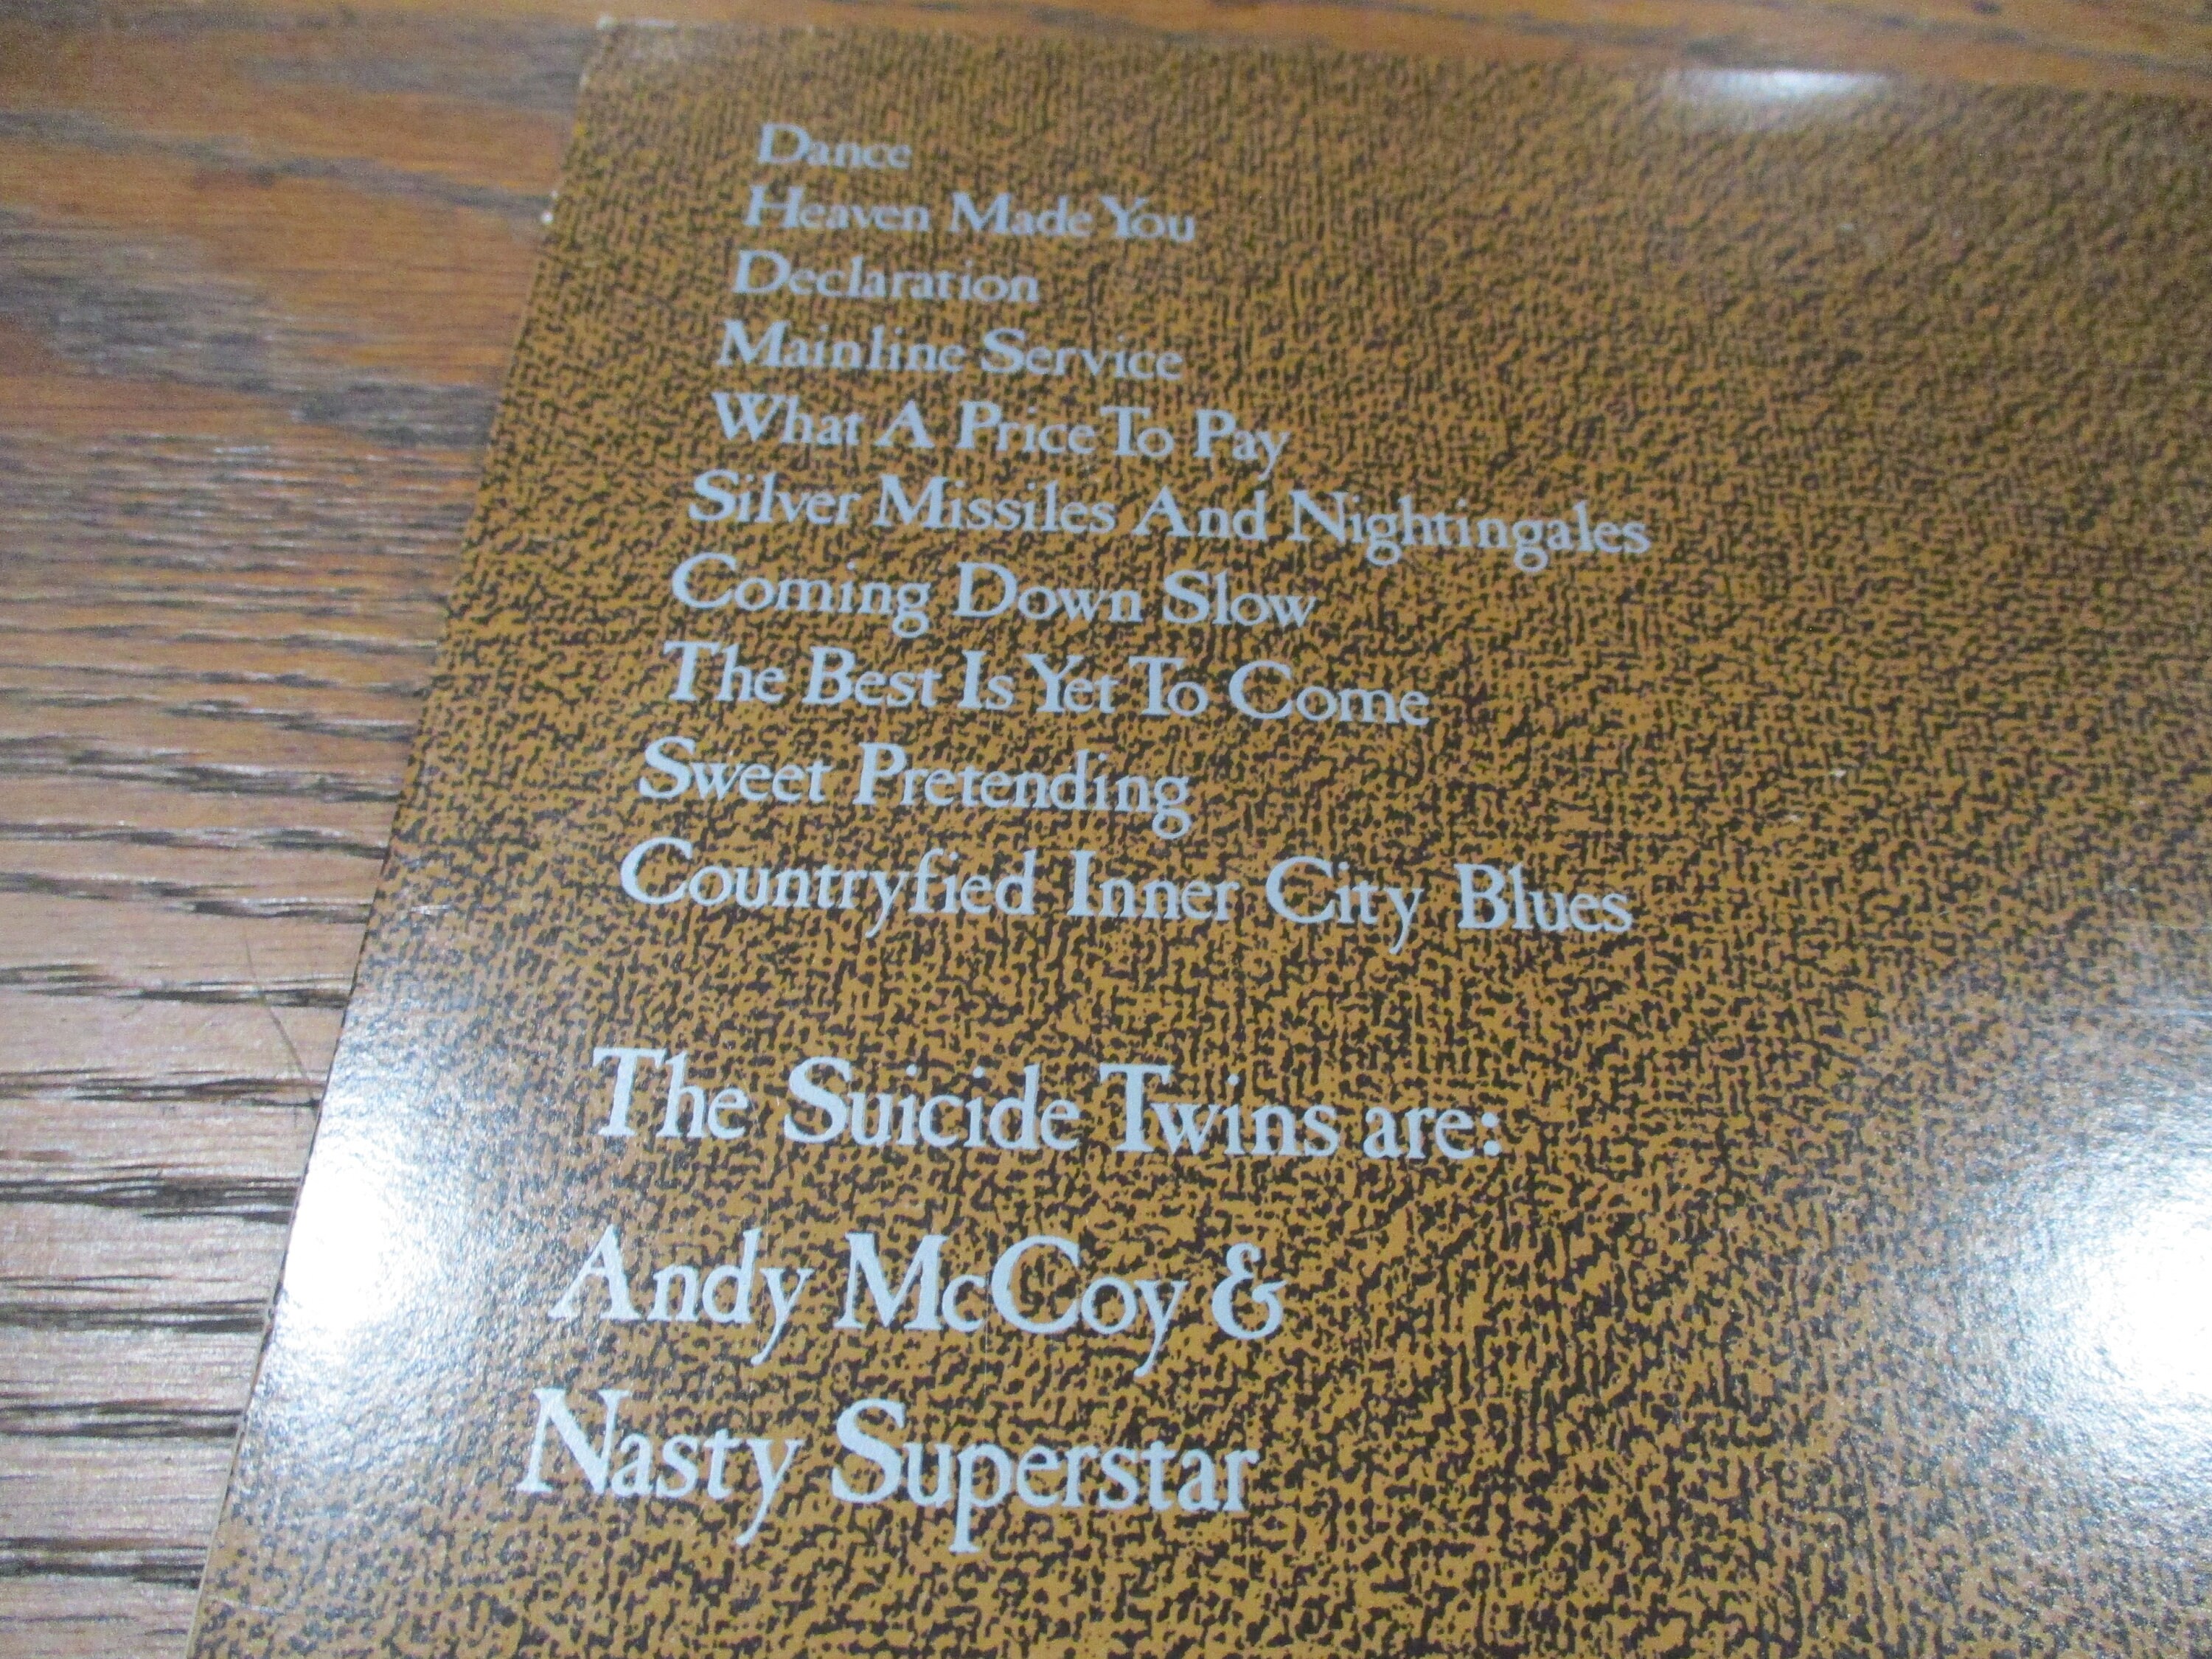 Dance
Heaven Made You
Declaration
Mainline Service
What A Price To Pay
Silver Missiles And Nightingales
Coming Down Slow
The Best Is Yet To Come
Sweet Pretending
Countryfied Inner City Blues
The Suicide Twins are:
Andy McCoy &
Nasty Superstar